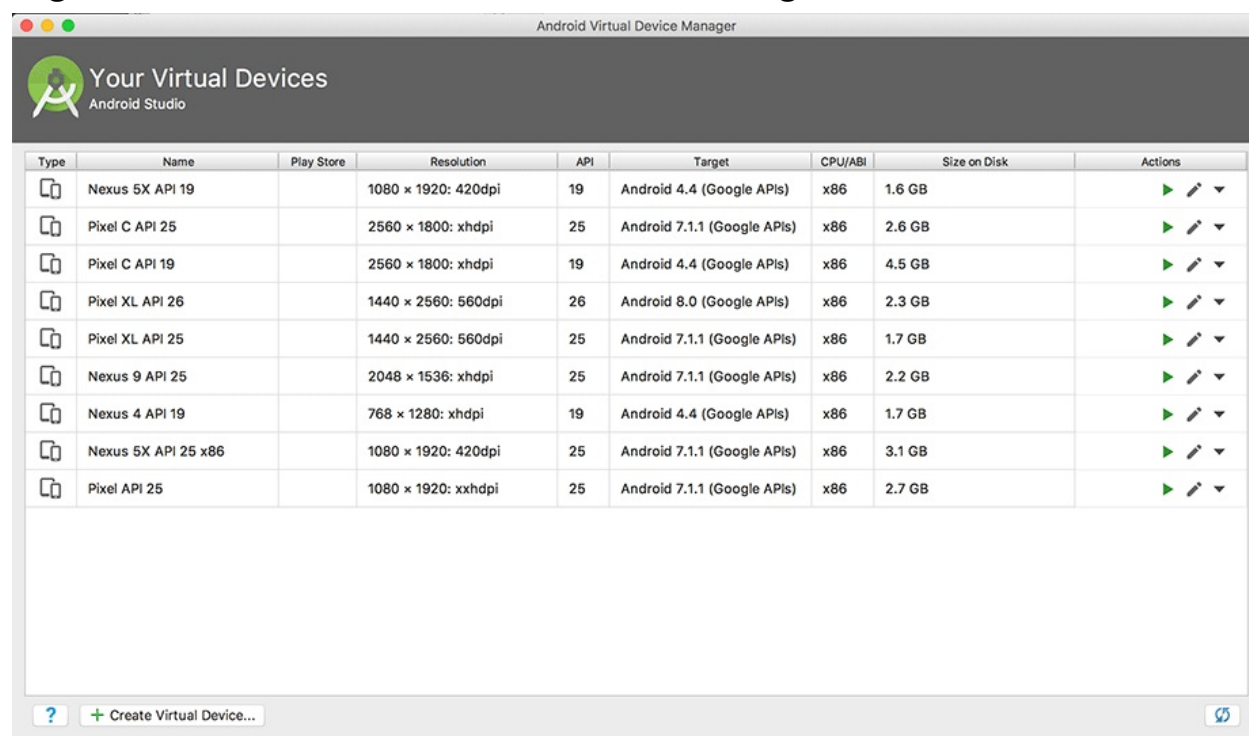 Android Virtual Device Manager
Your Virtual Devices
Android Studio
Type Name Play Store Resolution API Target CPU/ABI Size on Disk Actions
Nexus 5X API 19 1080 × 1920: 420dpi 19 Android 4.4 (Google APIs) x86 1.6 GB
Pixel C API 25 2560 × 1800: xhdpi 25 Android 7.1.1 (Google APIs) x86 2.6 GB
Pixel C API 19 2560 × 1800: xhdpi 19 Android 4.4 (Google APIs) x86 4.5 GB
Pixel XL API 26 1440 × 2560: 560dpi 26 Android 8.0 (Google APIs) x86 2.3 GB
Pixel XL API 25 1440 × 2560: 560dpi 25 Android 7.1.1 (Google APIs) x86 1.7 GB
Nexus 9 API 25 2048 × 1536: xhdpi 25 Android 7.1.1 (Google APIs) x86 2.2 GB
Nexus 4 API 19 768 × 1280: xhdpi 19 Android 4.4 (Google APIs) x86 1.7 GB
Nexus 5X API 25 x86 1080 × 1920: 420dpi 25 Android 7.1.1 (Google APIs) x86 3.1 GB
Pixel API 25 1080 × 1920: xxhdpi 25 Android 7.1.1 (Google APIs) x86 2.7 GB
? + Create Virtual Device...